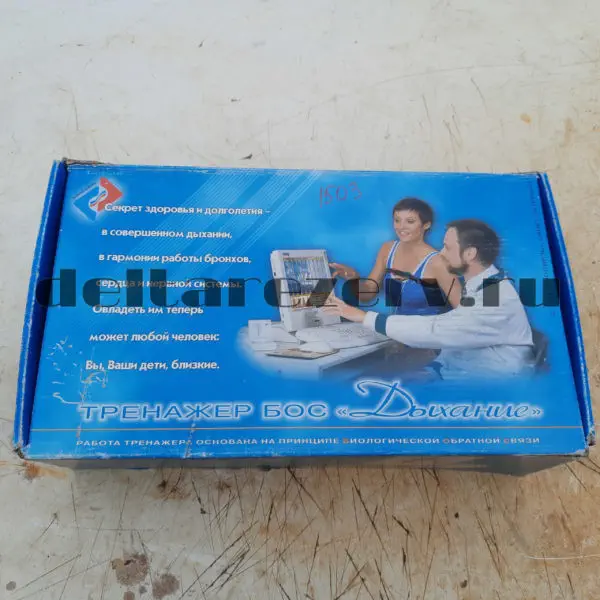 1503
Секрет здоровья и долголетия -
в совершенном дыхании,
в гармонии работы бронхов,
сердца и нервной системы.
Овладеть им теперь
может любой человек:
Вы, Ваши дети, близкие.
deltarezerv.ru
ТРЕНАЖЕР БОС «Дыхание»
РАБОТА ТРЕНАЖЕРА ОСНОВАНА НА ПРИНЦИПЕ БИОЛОГИЧЕСКОЙ ОБРАТНОЙ СВЯЗИ